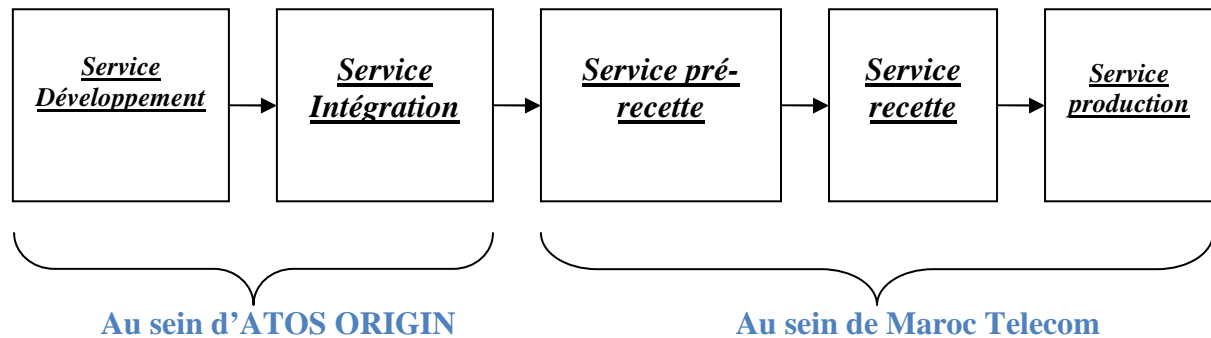 Service
Développement
Service
Intégration
Service pré-
recette
Service
recette
Service
production
Au sein d’ATOS ORIGIN
Au sein de Maroc Telecom